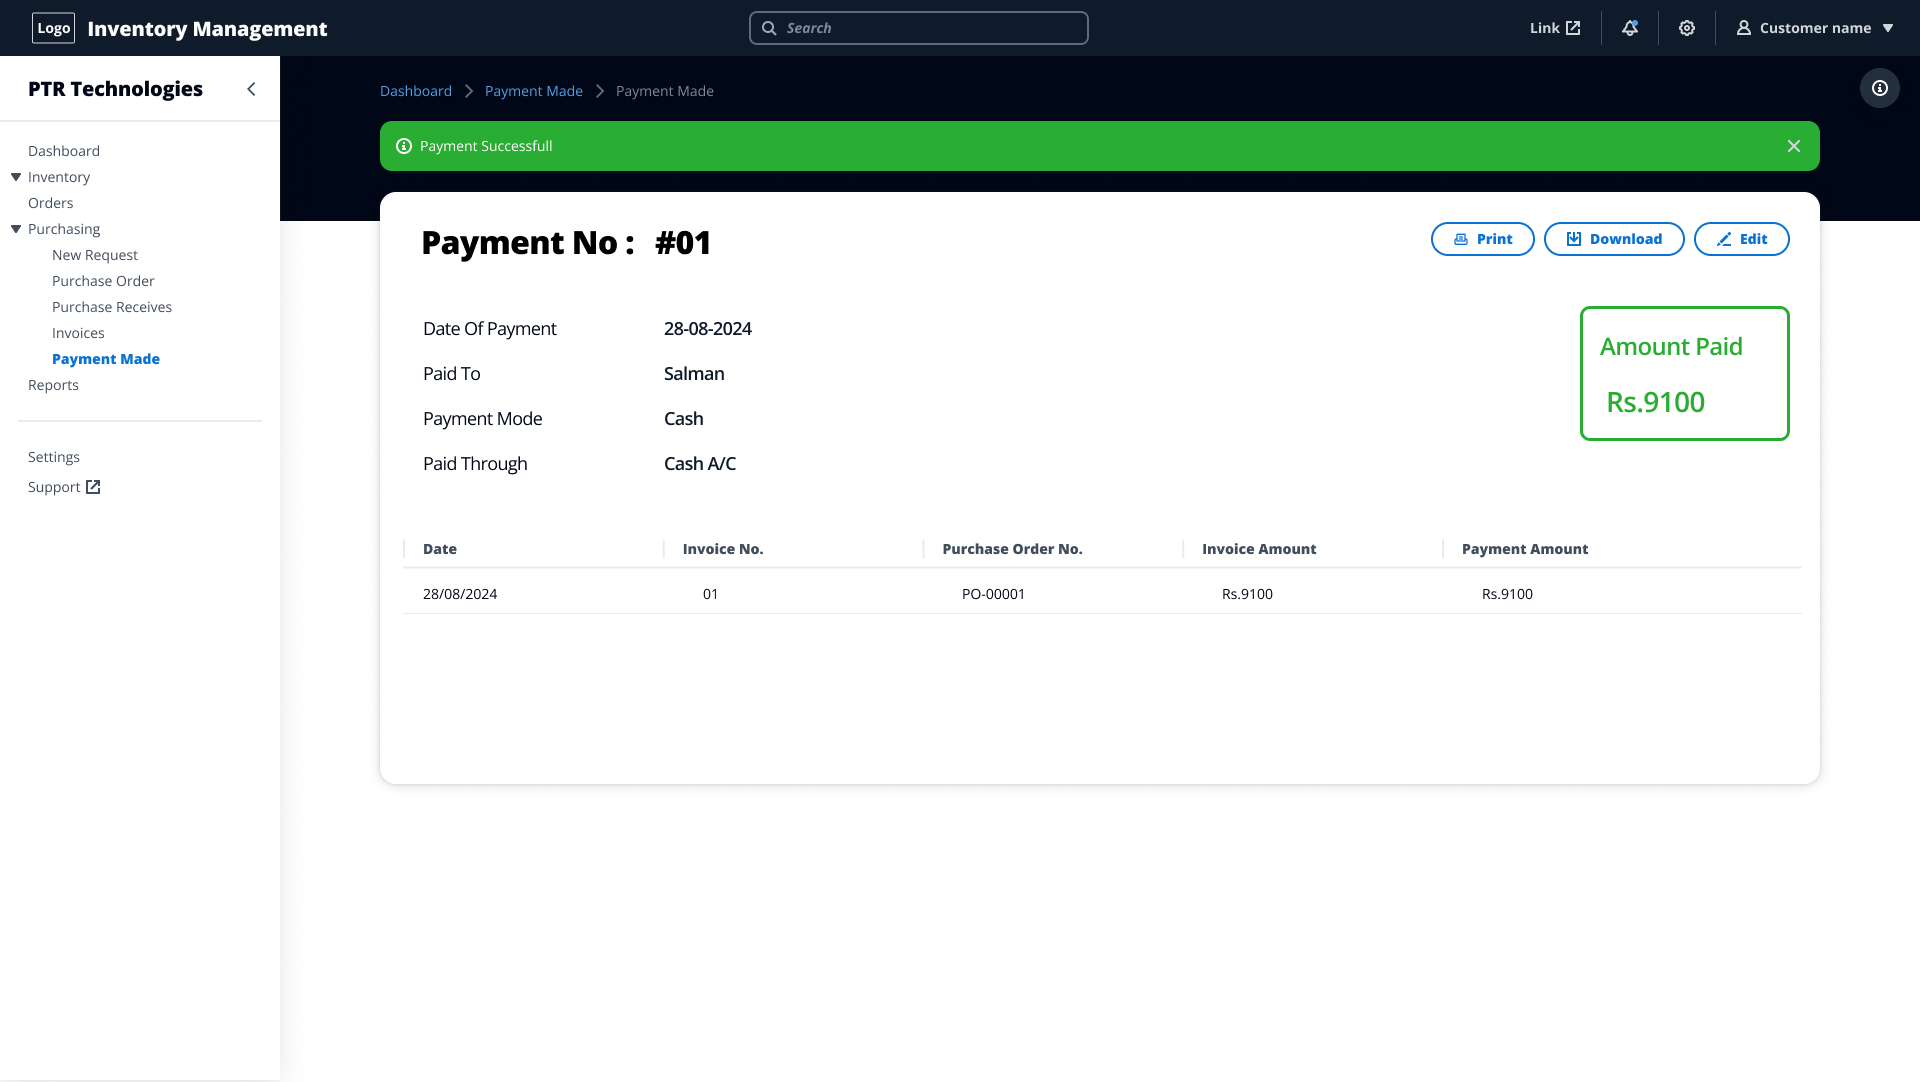 Logo Inventory Management
Search
Link
Customer name
PTR Technologies
Dashboard
Inventory
Orders
Purchasing
New Request
Purchase Order
Purchase Receives
Invoices
Payment Made
Reports
Settings
Support
Dashboard Payment Made Payment Made
Payment Successfull
Payment No : #01
Print Download Edit
Date Of Payment 28-08-2024
Paid To Salman
Payment Mode Cash
Paid Through Cash A/C
Amount Paid
Rs.9100
Date Invoice No. Purchase Order No. Invoice Amount Payment Amount
28/08/2024 01 PO-00001 Rs.9100 Rs.9100